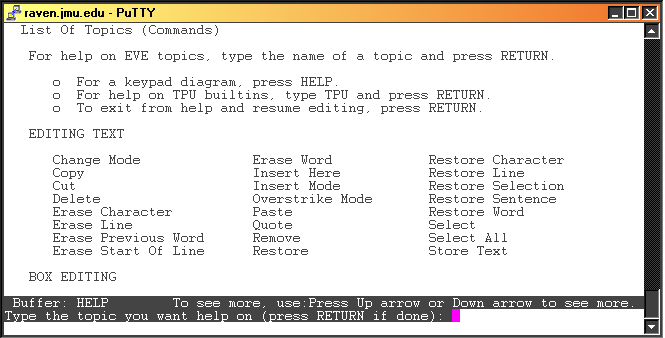 raven.jmu.edu - PuTTY
List Of Topics (Commands)
For help on EVE topics, type the name of a topic and press RETURN.
o For a keypad diagram, press HELP.
o For help on TPU builtins, type TPU and press RETURN.
o To exit from help and resume editing, press RETURN.
EDITING TEXT
Change Mode Erase Word Restore Character
Copy Insert Here Restore Line
Cut Insert Mode Restore Selection
Delete Overstrike Mode Restore Sentence
Erase Character Paste Restore Word
Erase Line Quote Select
Erase Previous Word Remove Select All
Erase Start Of Line Restore Store Text
BOX EDITING
Buffer: HELP To see more, use:Press Up arrow or Down arrow to see more.
Type the topic you want help on (press RETURN if done):